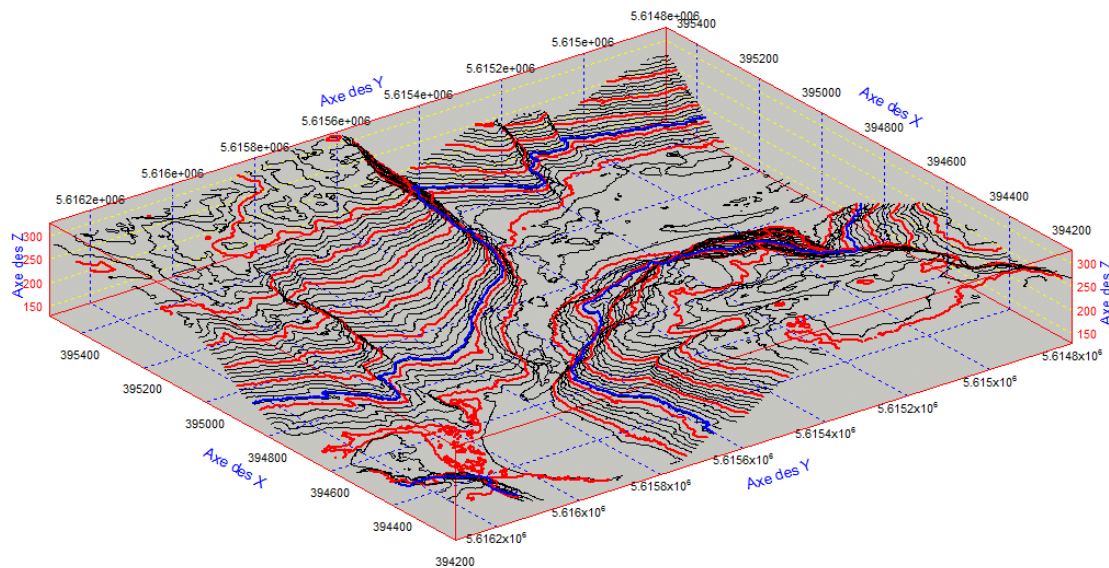 5.6148e+006
395400
5.615e+006
395200
5.6152e+006
Axe des Y
395000
Axe des X
5.6154e+006
394800
5.6156e+006
394600
5.6158e+006
394400
5.616e+006
394200
5.6162e+006
Axe des Z
300
250
200
150
300
250
200
150
Axe des Z
395400
5.6148x10⁶
395200
5.615x10⁶
395000
5.6152x10⁶
Axe des X
394800
5.6154x10⁶
394600
5.6156x10⁶
Axe des Y
394400
5.6158x10⁶
5.616x10⁶
5.6162x10⁶
394200